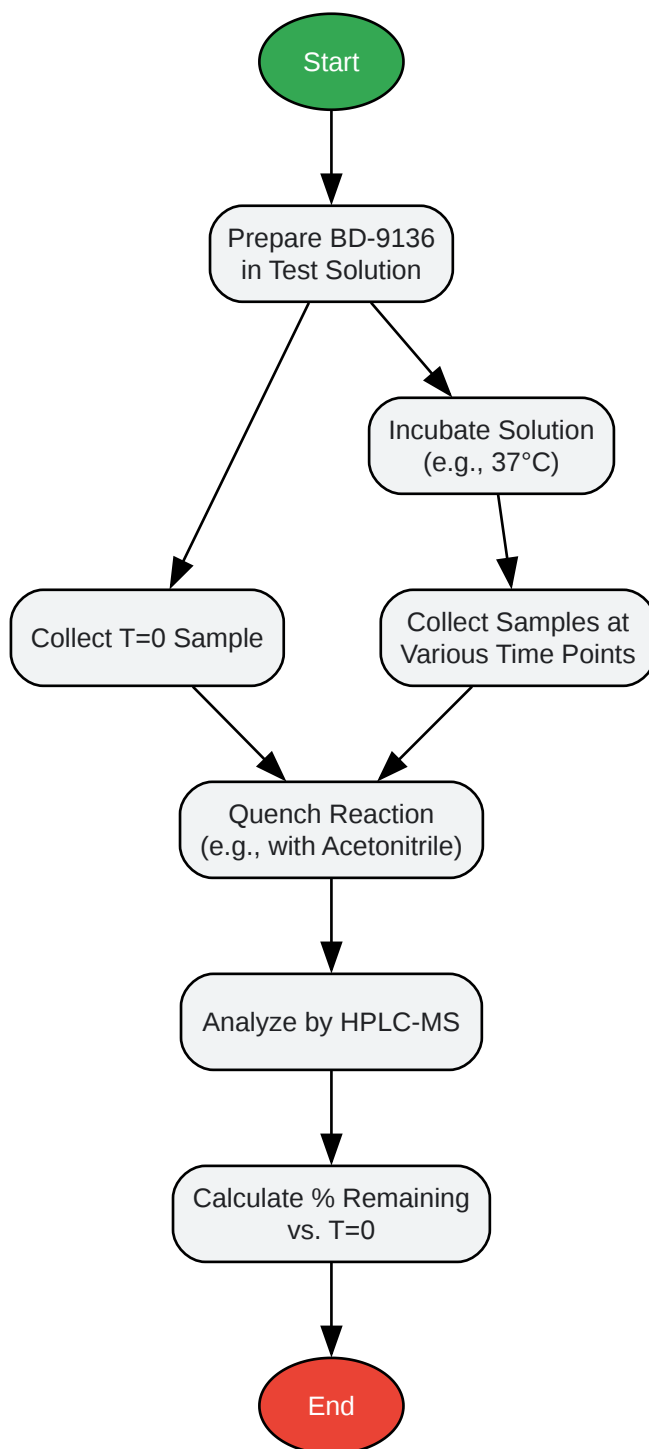 Start
Prepare BD-9136
in Test Solution
Incubate Solution
(e.g., 37°C)
Collect T=0 Sample
Collect Samples at
Various Time Points
Quench Reaction
(e.g., with Acetonitrile)
Analyze by HPLC-MS
Calculate % Remaining
vs. T=0
End